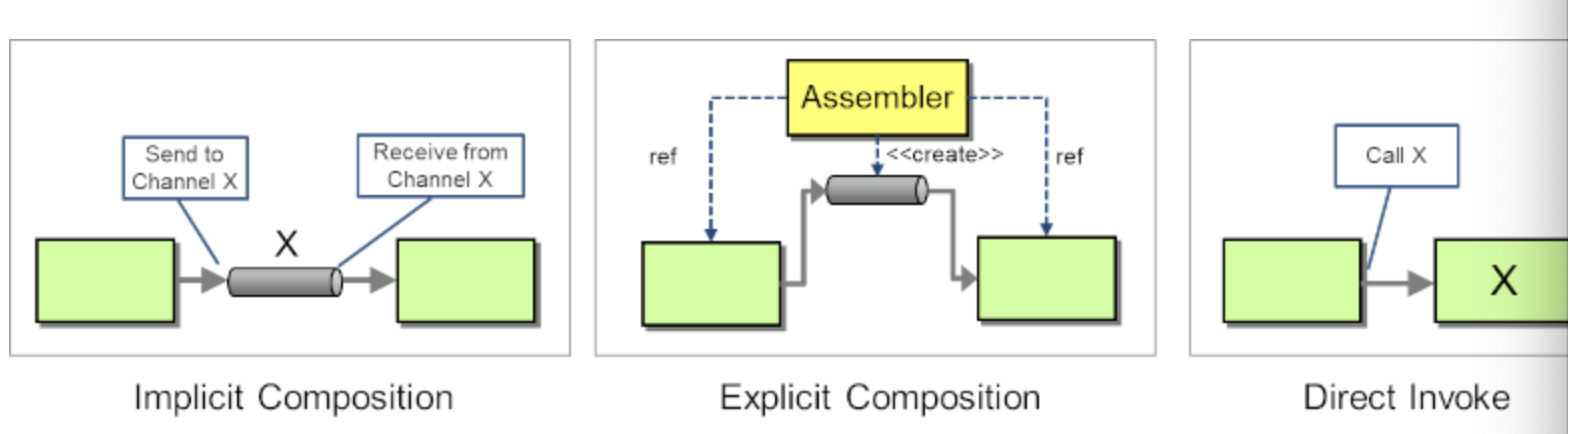 Send to
Channel X
Receive from
Channel X
X
Implicit Composition
Assembler
ref
<<create>>
ref
Explicit Composition
Call X
X
Direct Invoke